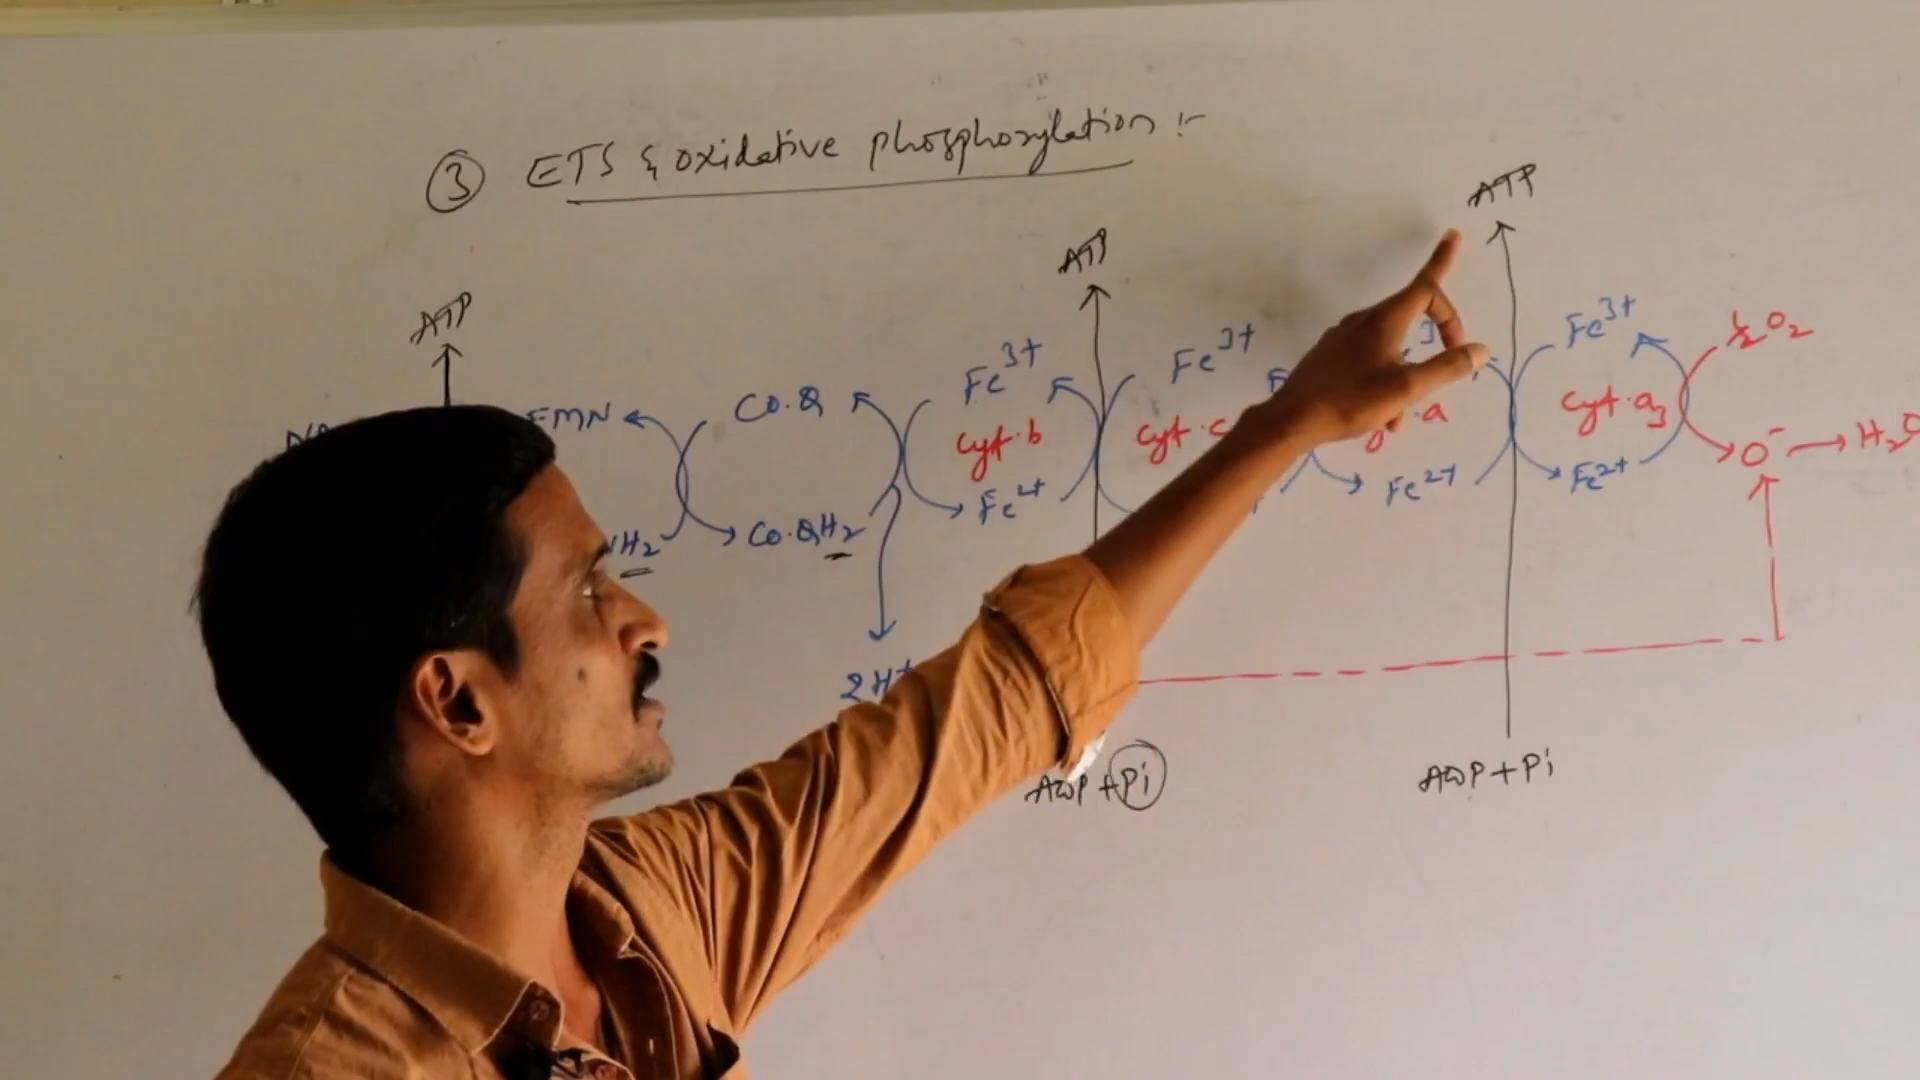 ③ ETS & oxidative phosphorylation :-
ATP
ATP
ATP
FMN
Co.Q
Fe3+
Fe3+
Fe3+
½O2
Cyt.b
Cyt.c
.a
Cyt.a3
H2
Co.QH2
Fe2+
Fe2+
Fe2+
O- → H2O
2H+
ADP+Pi
ADP+Pi